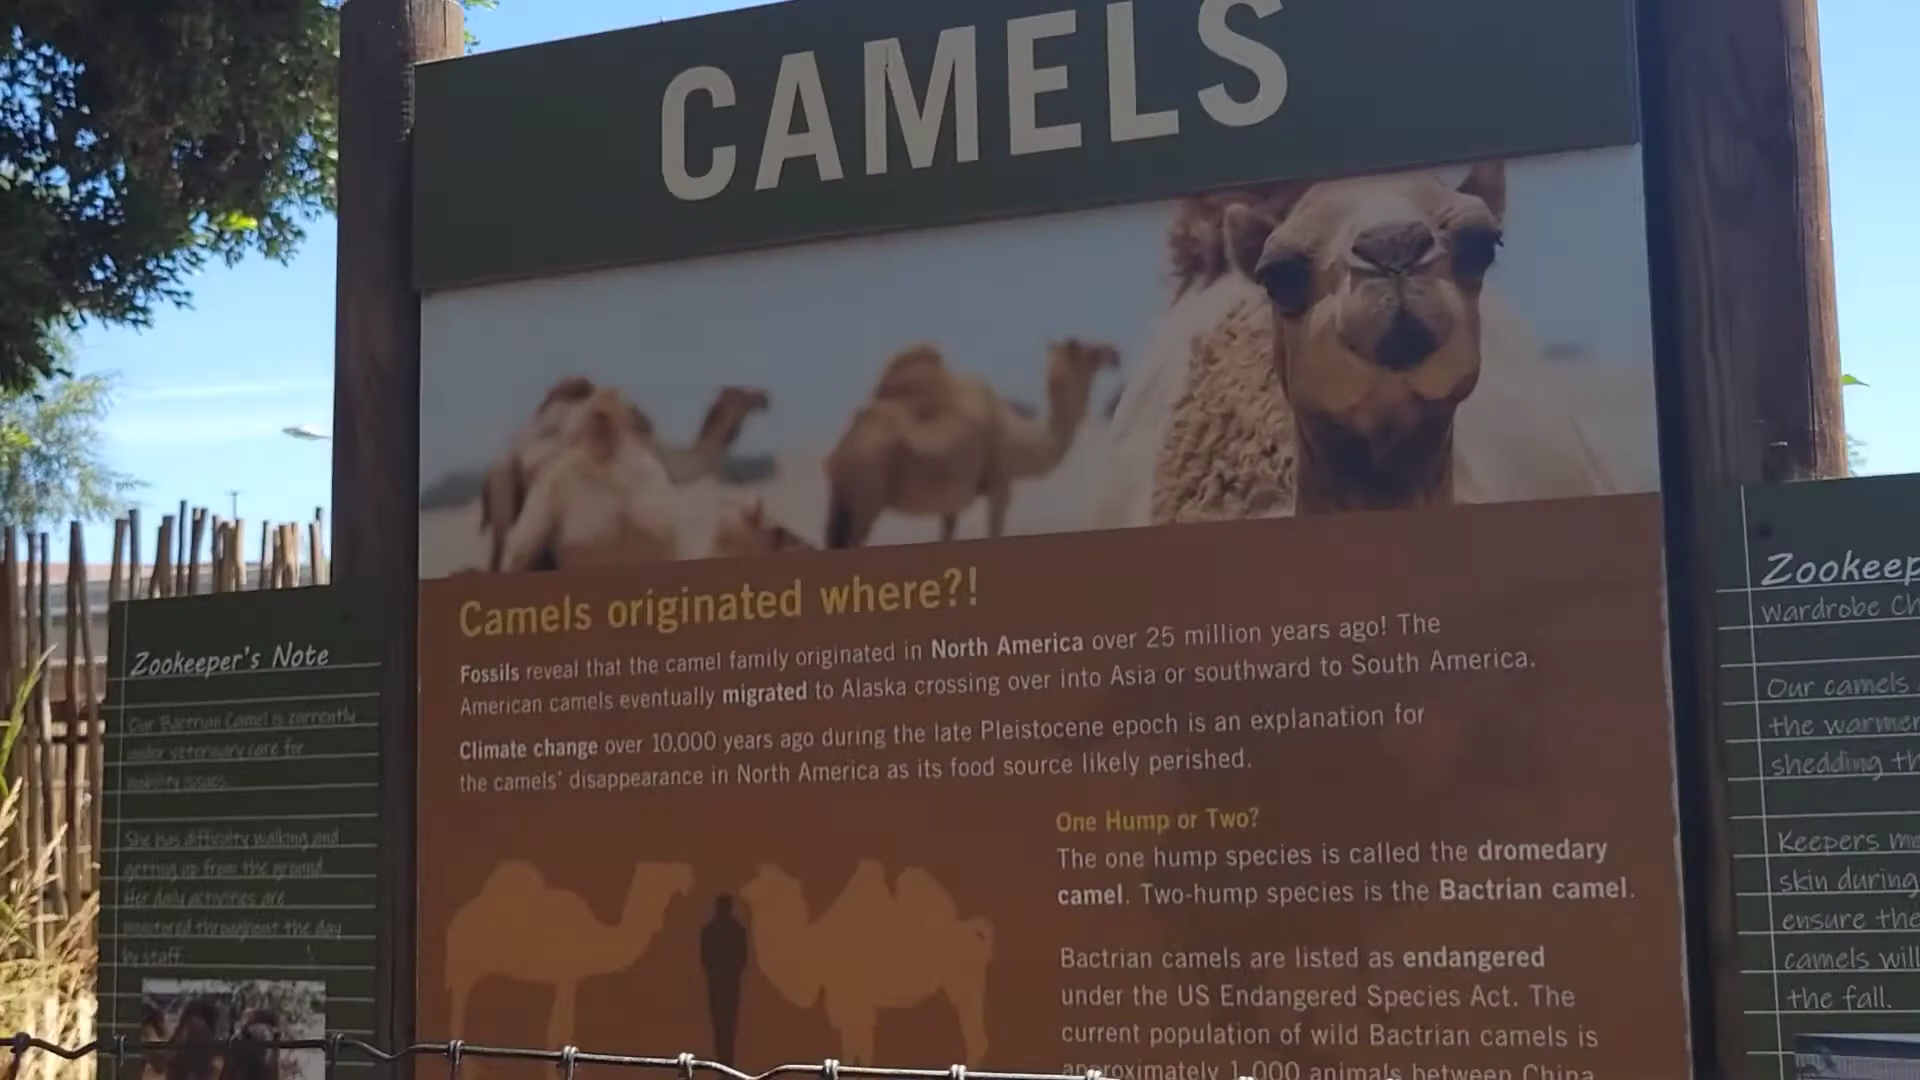 CAMELS
Camels originated where?!
Fossils reveal that the camel family originated in North America over 25 million years ago! The
American camels eventually migrated to Alaska crossing over into Asia or southward to South America.
Climate change over 10,000 years ago during the late Pleistocene epoch is an explanation for
the camels' disappearance in North America as its food source likely perished.
One Hump or Two?
The one hump species is called the dromedary
camel. Two-hump species is the Bactrian camel.
Bactrian camels are listed as endangered
under the US Endangered Species Act. The
current population of wild Bactrian camels is
approximately 1,000 animals between China
Zookeeper's Note
Our Bactrian Camel is currently
under veterinary care for
mobility issues.
She has difficulty walking and
getting up from the ground
Her daily activities are
monitored throughout the day
by staff
Zookeep
Wardrobe Ch
Our camels
the warmer
shedding th
Keepers me
skin during
ensure the
camels will
the fall.